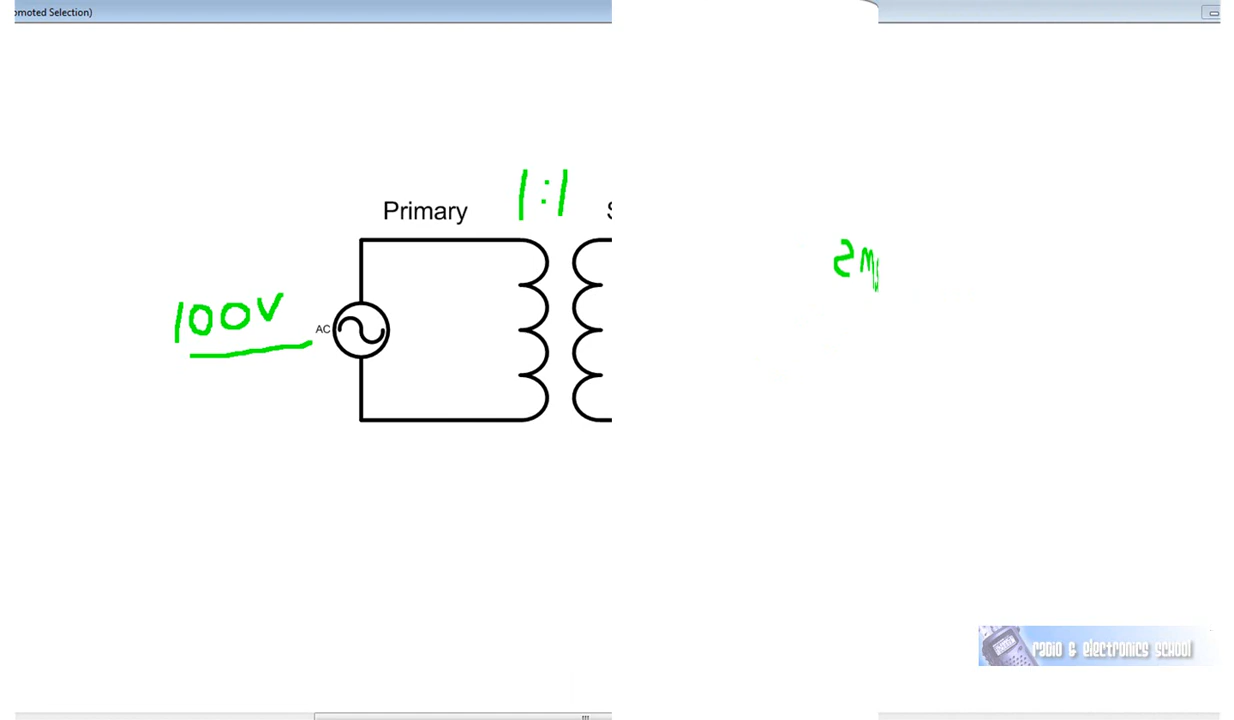 omoted Selection)
1:1
Primary
100V
AC
radio & electronics school